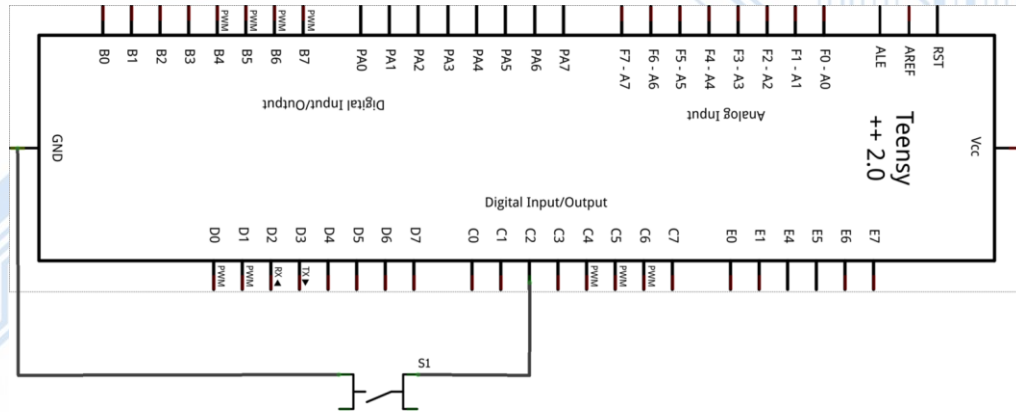 PWM PWM PWM PWM
B0 B1 B2 B3 B4 B5 B6 B7 PA0 PA1 PA2 PA3 PA4 PA5 PA6 PA7 F7 - A7 F6 - A6 F5 - A5 F4 - A4 F3 - A3 F2 - A2 F1 - A1 F0 - A0 ALE AREF RST
Digital Input/Output
Analog Input
Teensy
++ 2.0
GND
Vcc
Digital Input/Output
D0 D1 D2 D3 D4 D5 D6 D7 C0 C1 C2 C3 C4 C5 C6 C7 E0 E1 E4 E5 E6 E7
PWM PWM RX◀ TX▶ PWM PWM PWM
S1